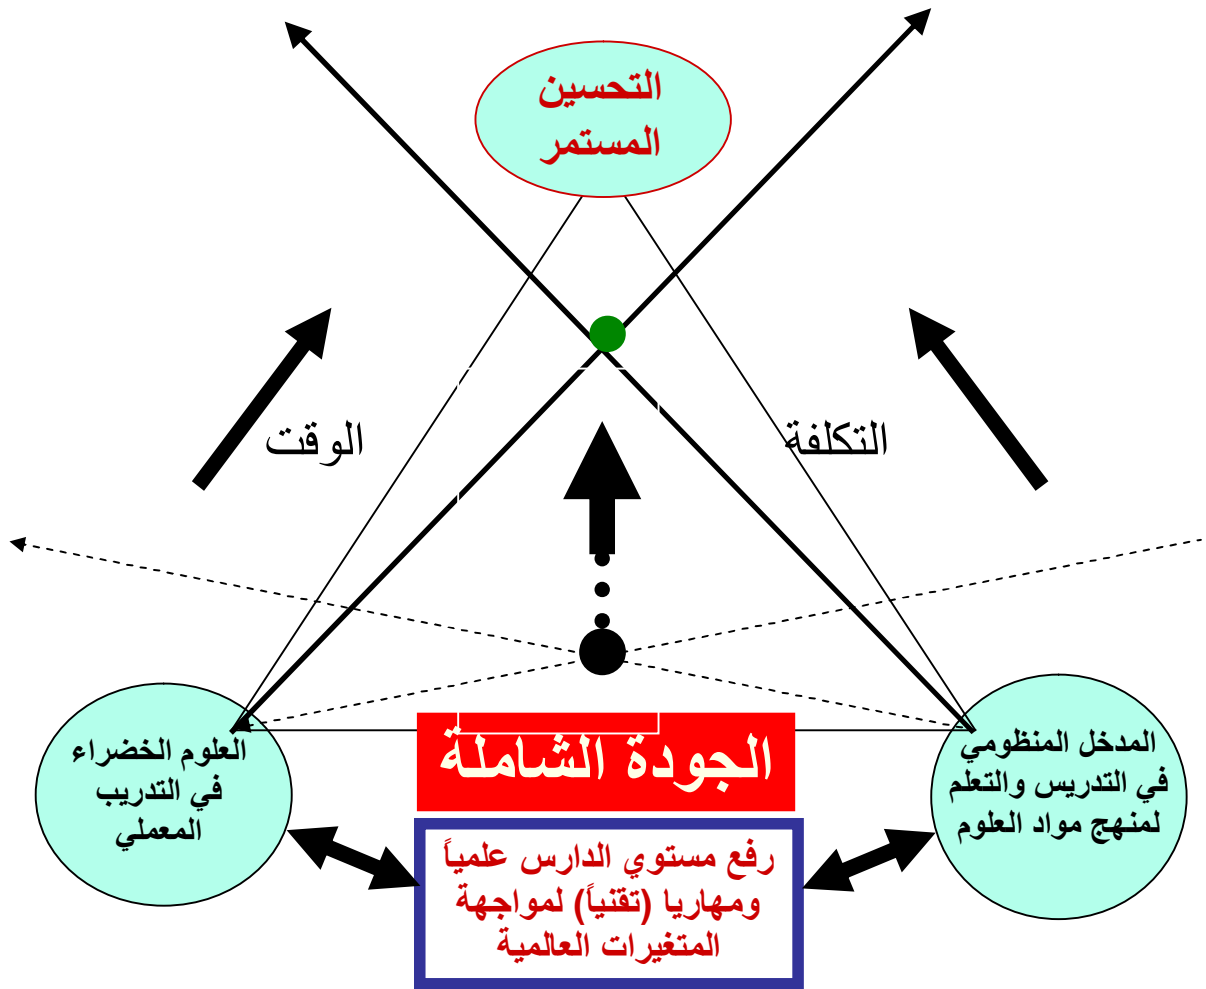 التحسين
المستمر
التكلفة
الوقت
المدخل المنظومي
في التدريس والتعلم
لمنهج مواد العلوم
العلوم الخضراء
في التدريب
المعملي
الجودة الشاملة
رفع مستوي الدارس علمياً
ومهاريا (تقنياً) لمواجهة
المتغيرات العالمية